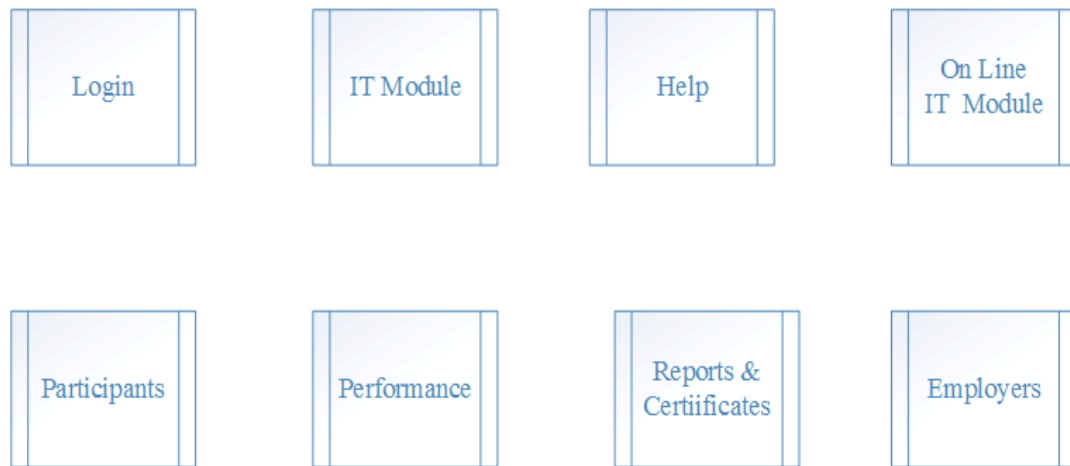 Login
IT Module
Help
On Line
IT Module
Participants
Performance
Reports &
Certiificates
Employers